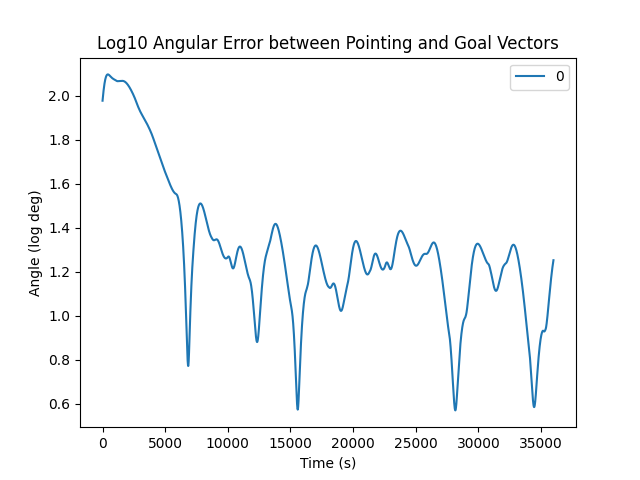 Log10 Angular Error between Pointing and Goal Vectors
0
2.0
1.8
1.6
1.4
1.2
1.0
0.8
0.6
Angle (log deg)
0 5000 10000 15000 20000 25000 30000 35000
Time (s)